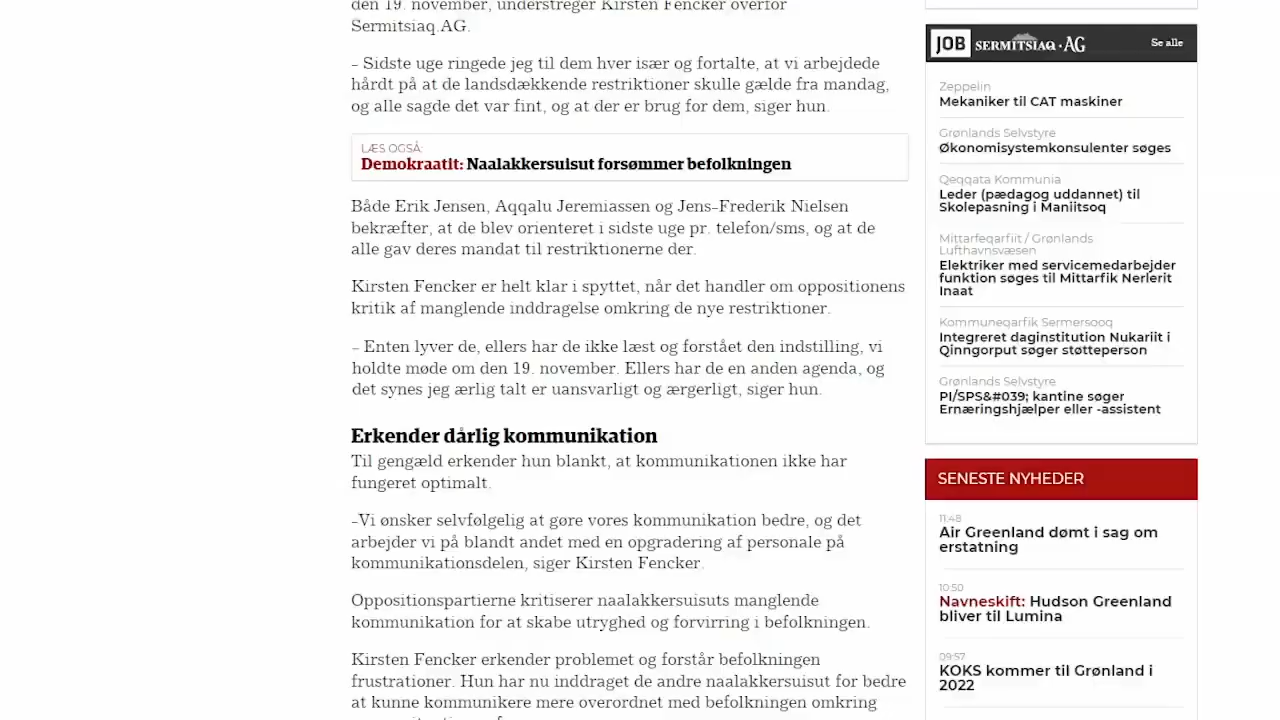 den 19. november, understreger Kirsten Fencker overfor
Sermitsiaq.AG.
– Sidste uge ringede jeg til dem hver især og fortalte, at vi arbejdede
hårdt på at de landsdækkende restriktioner skulle gælde fra mandag,
og alle sagde det var fint, og at der er brug for dem, siger hun.
LÆS OGSÅ:
Demokraatit: Naalakkersuisut forsømmer befolkningen
Både Erik Jensen, Aqqalu Jeremiassen og Jens-Frederik Nielsen
bekræfter, at de blev orienteret i sidste uge pr. telefon/sms, og at de
alle gav deres mandat til restriktionerne der.
Kirsten Fencker er helt klar i spyttet, når det handler om oppositionens
kritik af manglende inddragelse omkring de nye restriktioner.
– Enten lyver de, ellers har de ikke læst og forstået den indstilling, vi
holdte møde om den 19. november. Ellers har de en anden agenda, og
det synes jeg ærlig talt er uansvarligt og ærgerligt, siger hun.
Erkender dårlig kommunikation
Til gengæld erkender hun blankt, at kommunikationen ikke har
fungeret optimalt.
-Vi ønsker selvfølgelig at gøre vores kommunikation bedre, og det
arbejder vi på blandt andet med en opgradering af personale på
kommunikationsdelen, siger Kirsten Fencker.
Oppositionspartierne kritiserer naalakkersuisuts manglende
kommunikation for at skabe utryghed og forvirring i befolkningen.
Kirsten Fencker erkender problemet og forstår befolkningen
frustrationer. Hun har nu inddraget de andre naalakkersuisut for bedre
at kunne kommunikere mere overordnet med befolkningen omkring
JOB SERMITSIAQ.AG
Se alle
Zeppelin
Mekaniker til CAT maskiner
Grønlands Selvstyre
Økonomisystemkonsulenter søges
Qeqqata Kommunia
Leder (pædagog uddannet) til
Skolepasning i Maniitsoq
Mittarfeqarfiit / Grønlands
Lufthavnsvæsen
Elektriker med servicemedarbejder
funktion søges til Mittarfik Nerlerit
Inaat
Kommuneqarfik Sermersooq
Integreret daginstitution Nukariit i
Qinngorput søger støtteperson
Grønlands Selvstyre
PI/SPS&#039; kantine søger
Ernæringshjælper eller -assistent
SENESTE NYHEDER
11:48
Air Greenland dømt i sag om
erstatning
10:50
Navneskift: Hudson Greenland
bliver til Lumina
09:57
KOKS kommer til Grønland i
2022